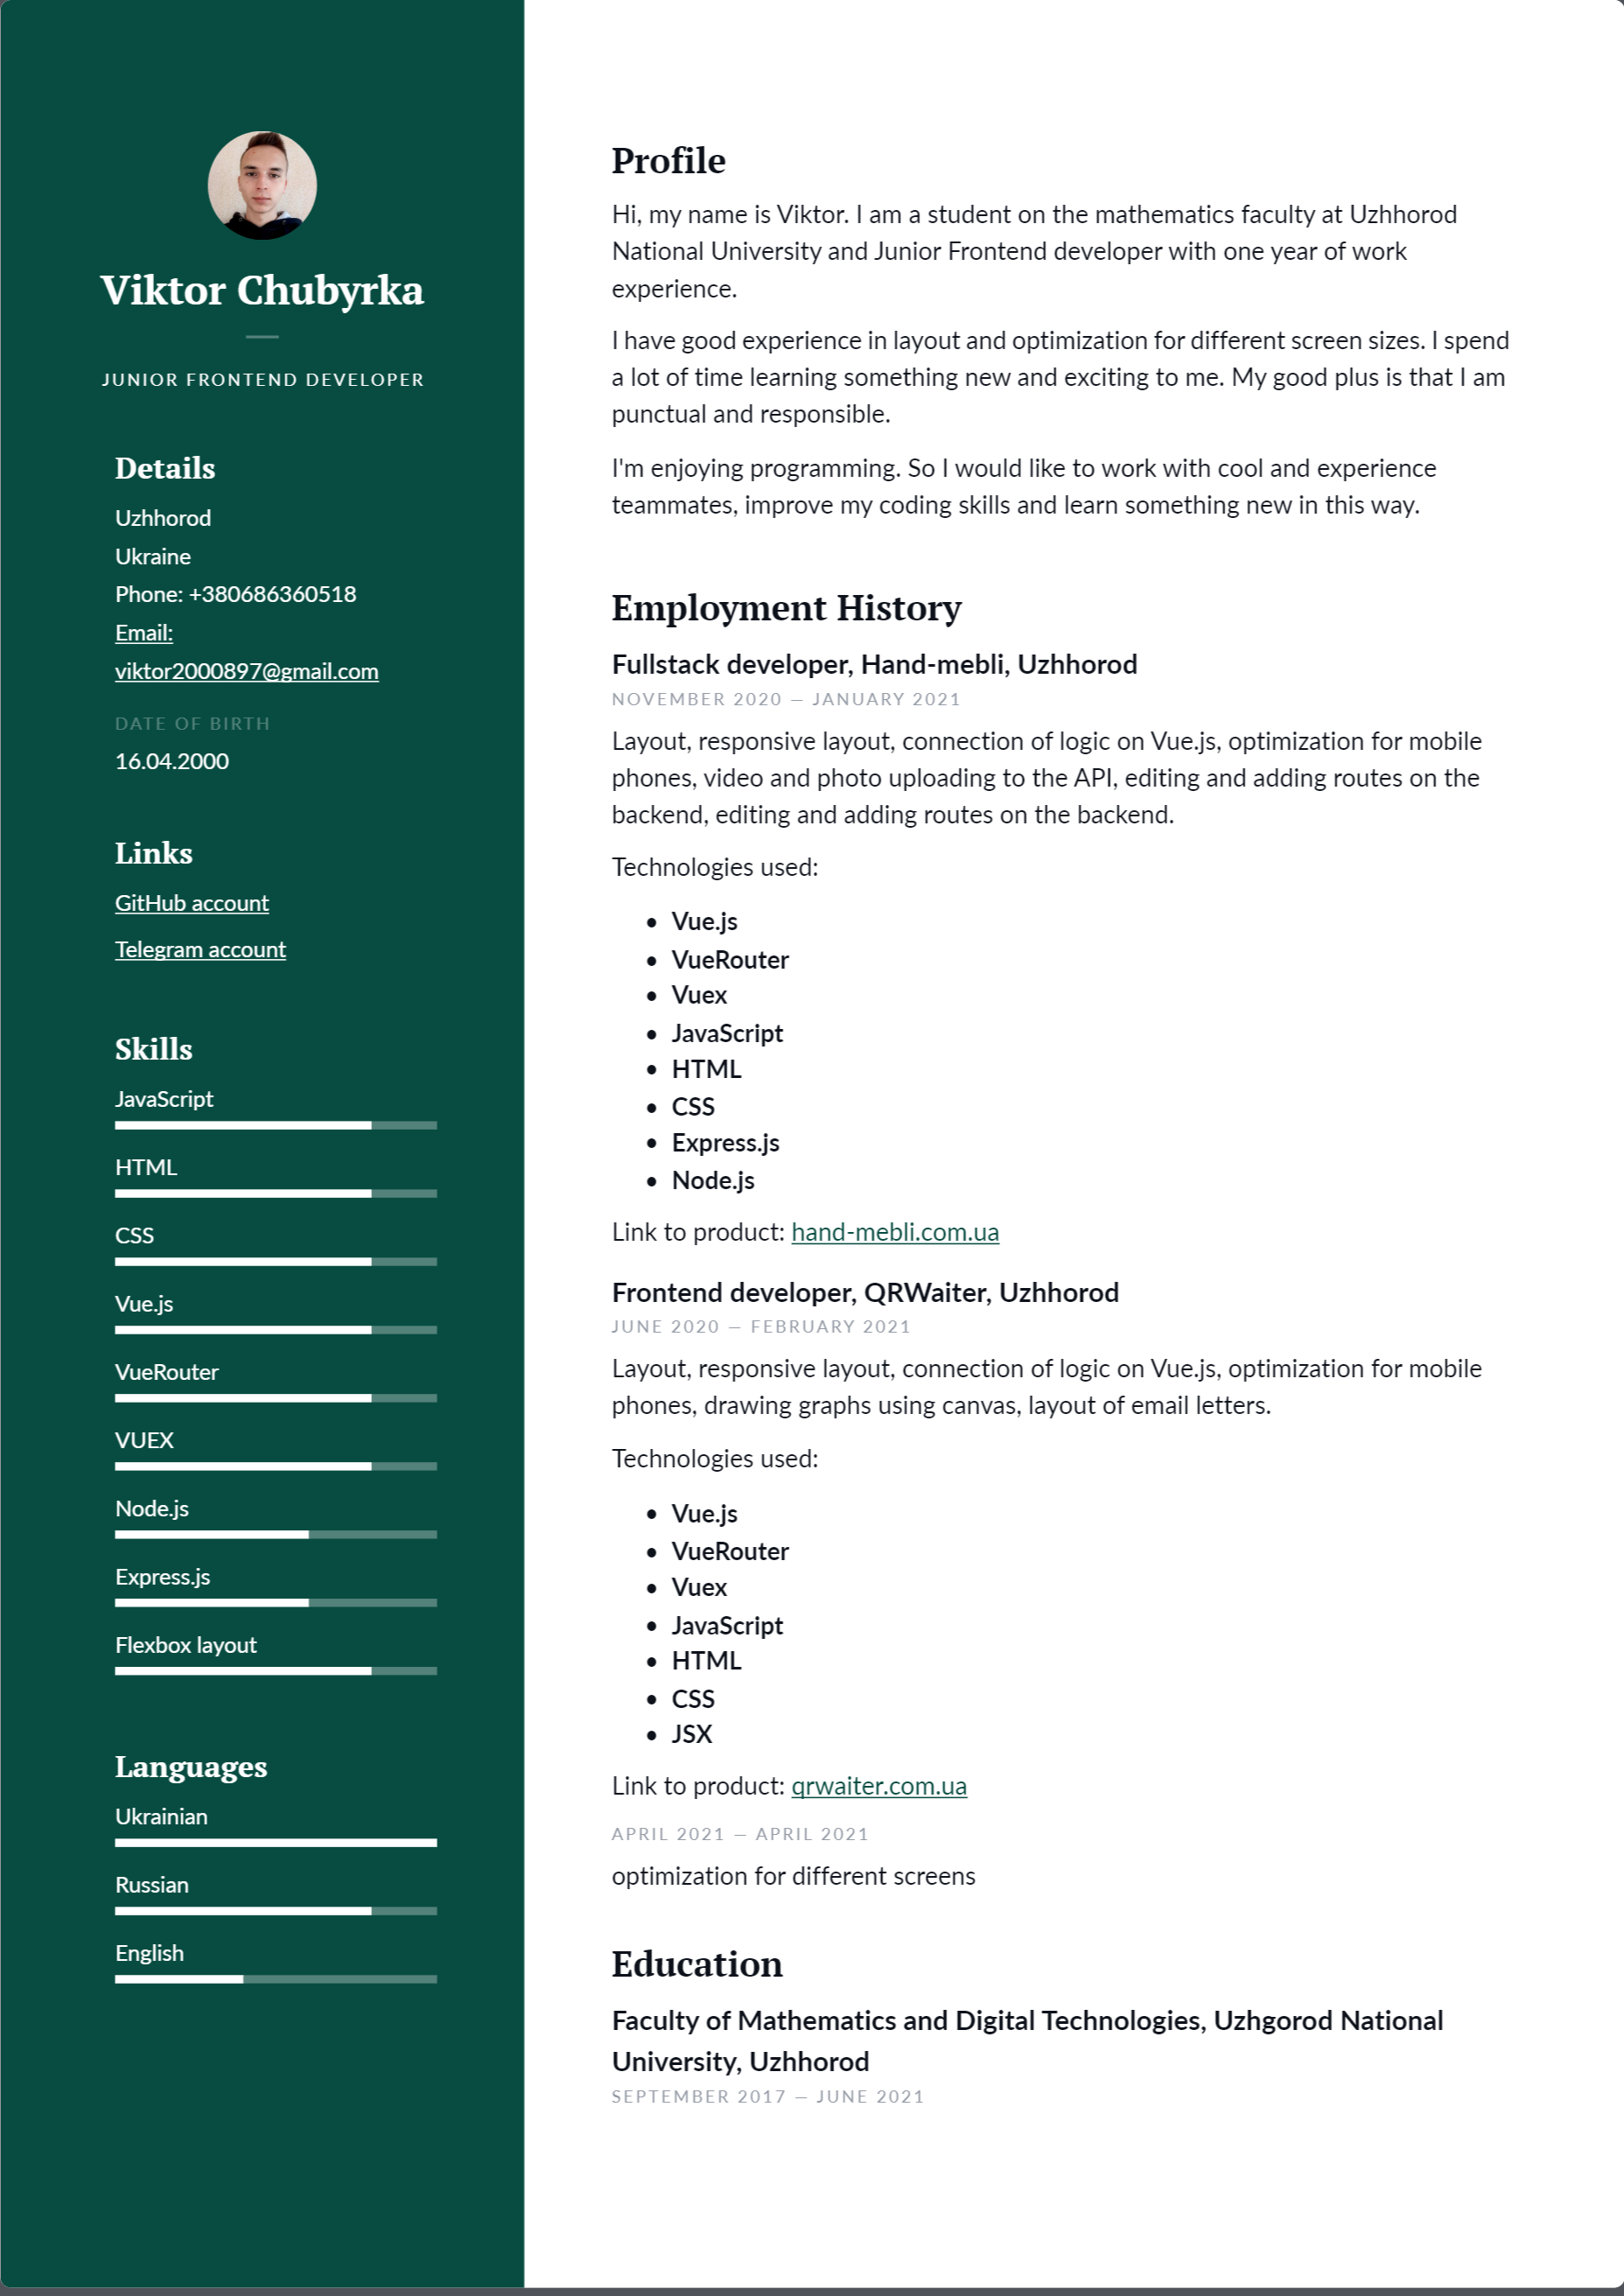 Viktor Chubyrka
JUNIOR FRONTEND DEVELOPER
Details
Uzhhorod
Ukraine
Phone: +380686360518
Email:
viktor2000897@gmail.com
DATE OF BIRTH
16.04.2000
Links
GitHub account
Telegram account
Skills
JavaScript
HTML
CSS
Vue.js
VueRouter
VUEX
Node.js
Express.js
Flexbox layout
Languages
Ukrainian
Russian
English
Profile
Hi, my name is Viktor. I am a student on the mathematics faculty at Uzhhorod
National University and Junior Frontend developer with one year of work
experience.
I have good experience in layout and optimization for different screen sizes. I spend
a lot of time learning something new and exciting to me. My good plus is that I am
punctual and responsible.
I'm enjoying programming. So I would like to work with cool and experience
teammates, improve my coding skills and learn something new in this way.
Employment History
Fullstack developer, Hand-mebli, Uzhhorod
NOVEMBER 2020 — JANUARY 2021
Layout, responsive layout, connection of logic on Vue.js, optimization for mobile
phones, video and photo uploading to the API, editing and adding routes on the
backend, editing and adding routes on the backend.
Technologies used:
• Vue.js
• VueRouter
• Vuex
• JavaScript
• HTML
• CSS
• Express.js
• Node.js
Link to product: hand-mebli.com.ua
Frontend developer, QRWaiter, Uzhhorod
JUNE 2020 — FEBRUARY 2021
Layout, responsive layout, connection of logic on Vue.js, optimization for mobile
phones, drawing graphs using canvas, layout of email letters.
Technologies used:
• Vue.js
• VueRouter
• Vuex
• JavaScript
• HTML
• CSS
• JSX
Link to product: qrwaiter.com.ua
APRIL 2021 — APRIL 2021
optimization for different screens
Education
Faculty of Mathematics and Digital Technologies, Uzhgorod National
University, Uzhhorod
SEPTEMBER 2017 — JUNE 2021